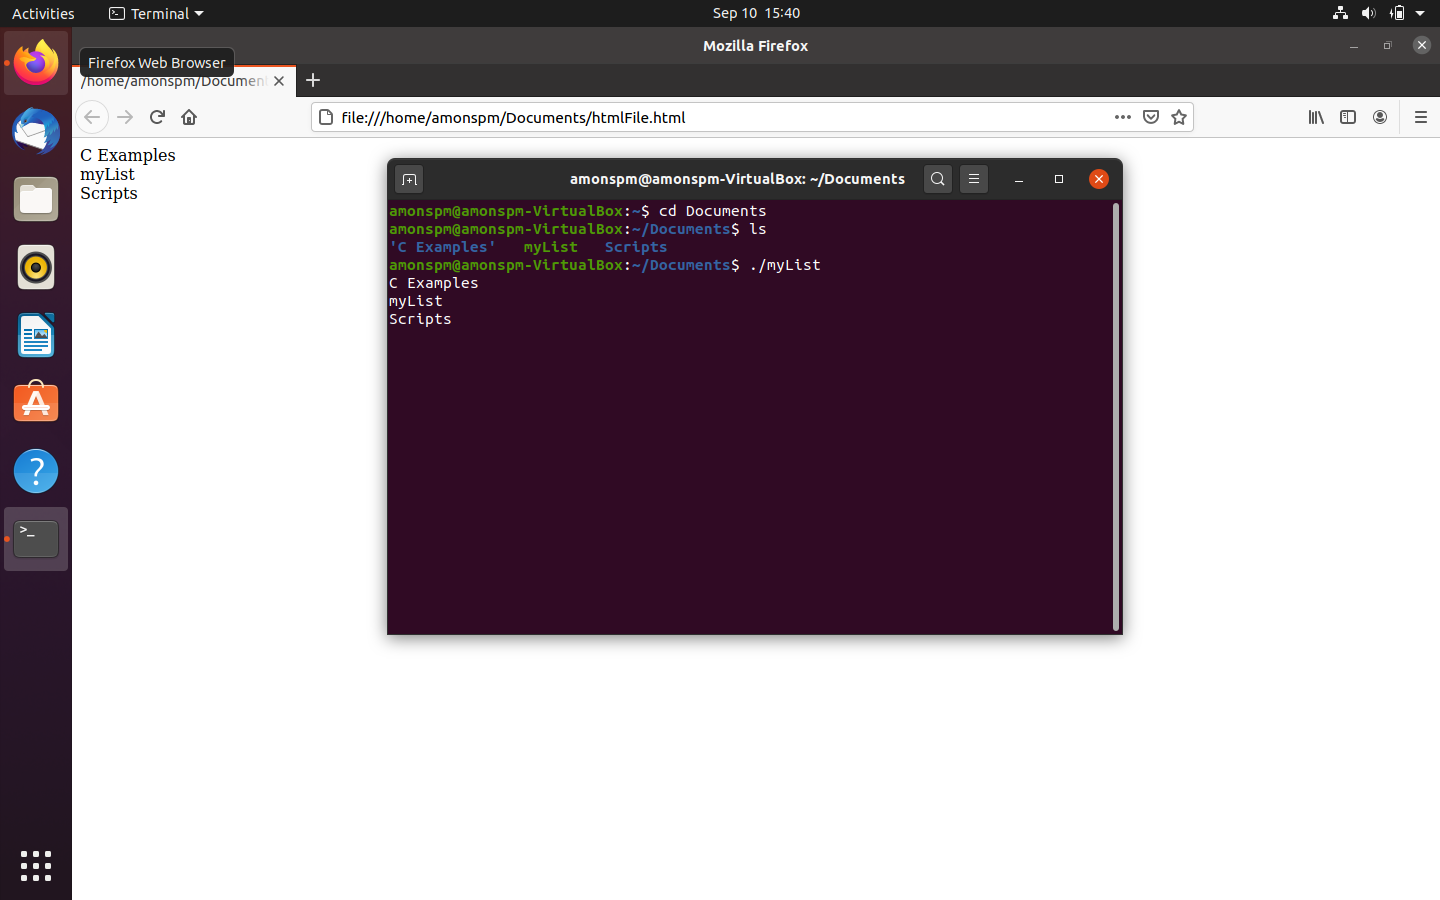 Activities
Terminal
Sep 10 15:40
Mozilla Firefox
Firefox Web Browser
/home/amonspm/Document
file:///home/amonspm/Documents/htmlFile.html
C Examples
myList
Scripts
amonspm@amonspm-VirtualBox: ~/Documents
amonspm@amonspm-VirtualBox:~$ cd Documents
amonspm@amonspm-VirtualBox:~/Documents$ ls
'C Examples' myList Scripts
amonspm@amonspm-VirtualBox:~/Documents$ ./myList
C Examples
myList
Scripts